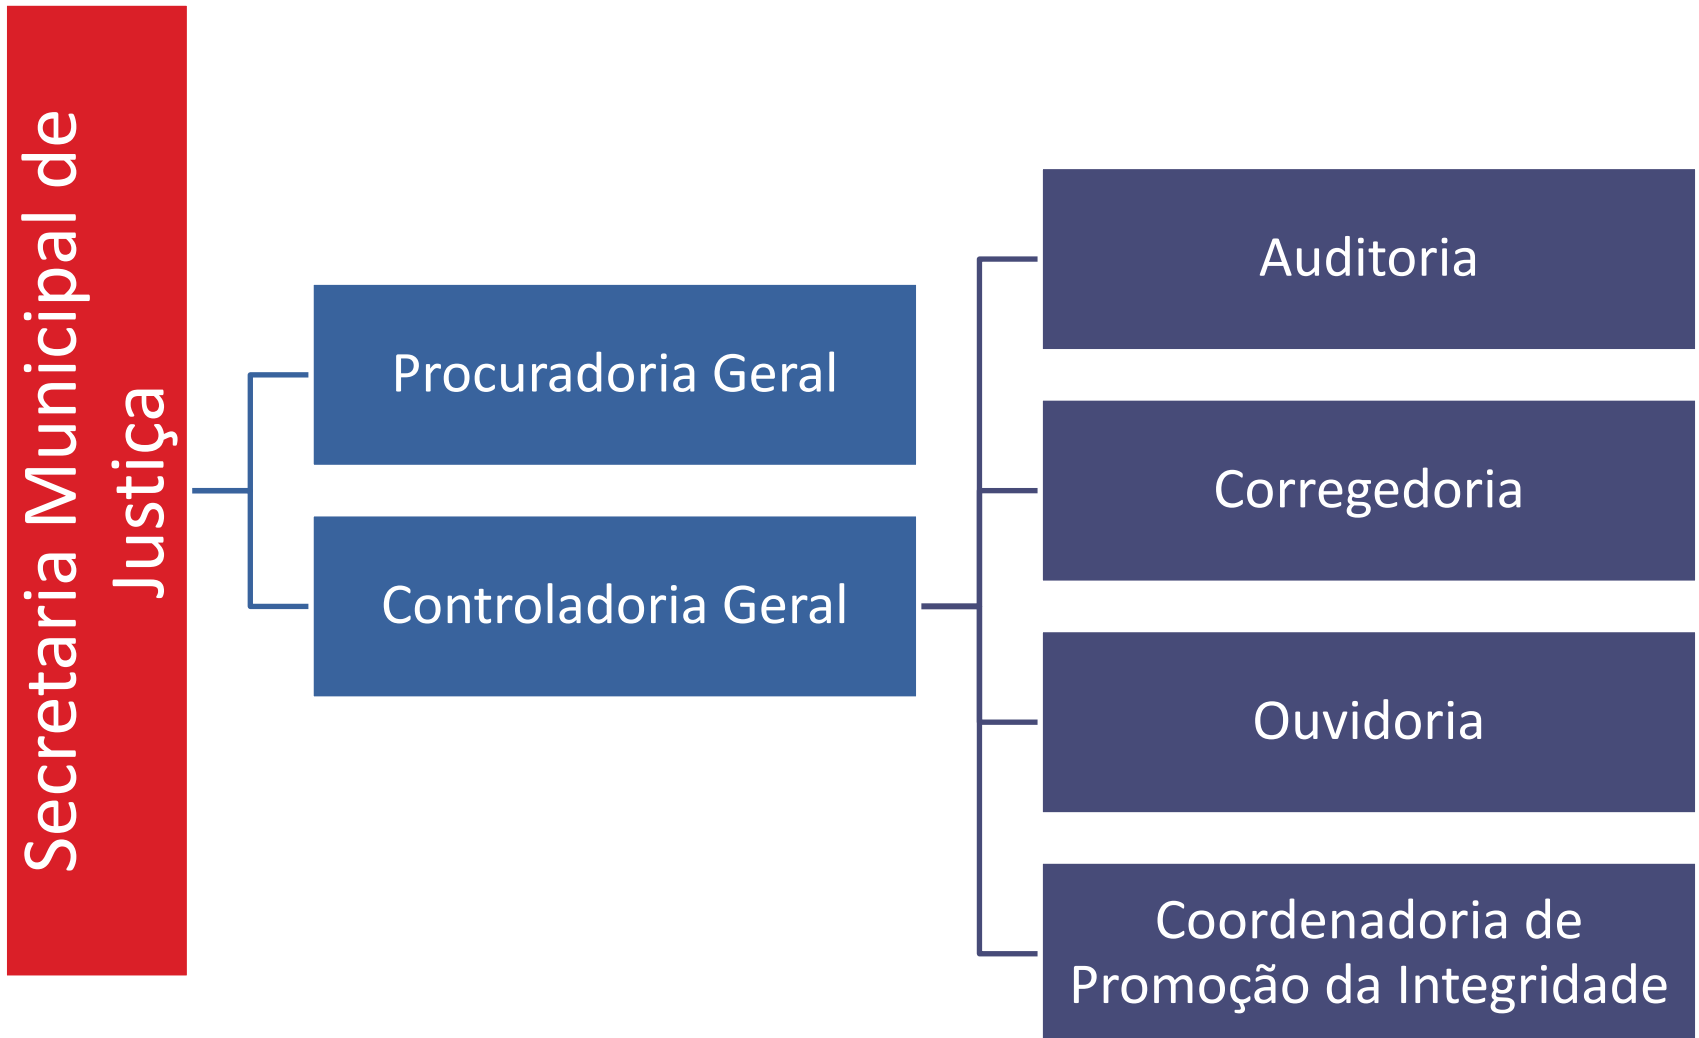 Secretaria Municipal de
Justiça
Procuradoria Geral
Controladoria Geral
Auditoria
Corregedoria
Ouvidoria
Coordenadoria de
Promoção da Integridade